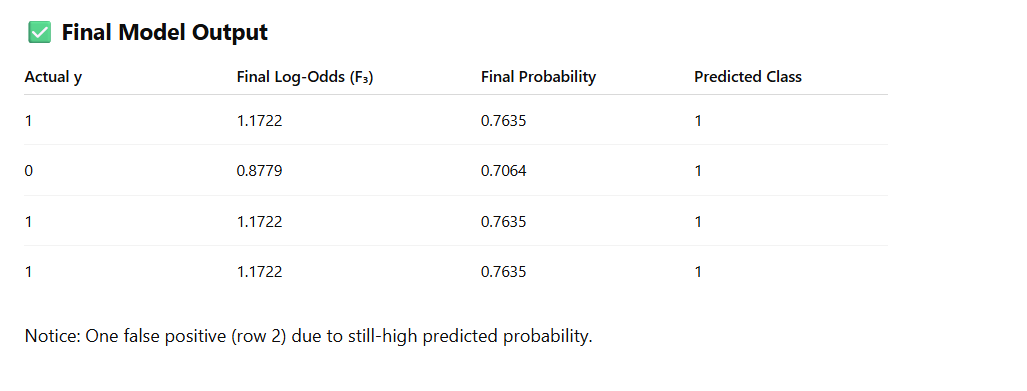 ✅ Final Model Output
Actual y Final Log-Odds (F₃) Final Probability Predicted Class
1 1.1722 0.7635 1
0 0.8779 0.7064 1
1 1.1722 0.7635 1
1 1.1722 0.7635 1
Notice: One false positive (row 2) due to still-high predicted probability.